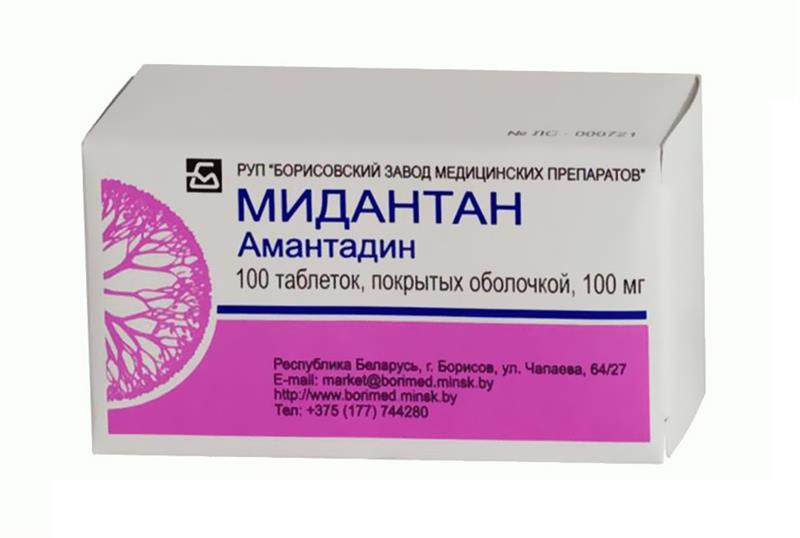 № ЛС - 000721
РУП "БОРИСОВСКИЙ ЗАВОД МЕДИЦИНСКИХ ПРЕПАРАТОВ"
МИДАНТАН
Амантадин
100 таблеток, покрытых оболочкой, 100 мг
Республика Беларусь, г. Борисов, ул. Чапаева, 64/27
E-mail: market@borimed.minsk.by
http://www.borimed.minsk.by
Тел: +375 (177) 744280